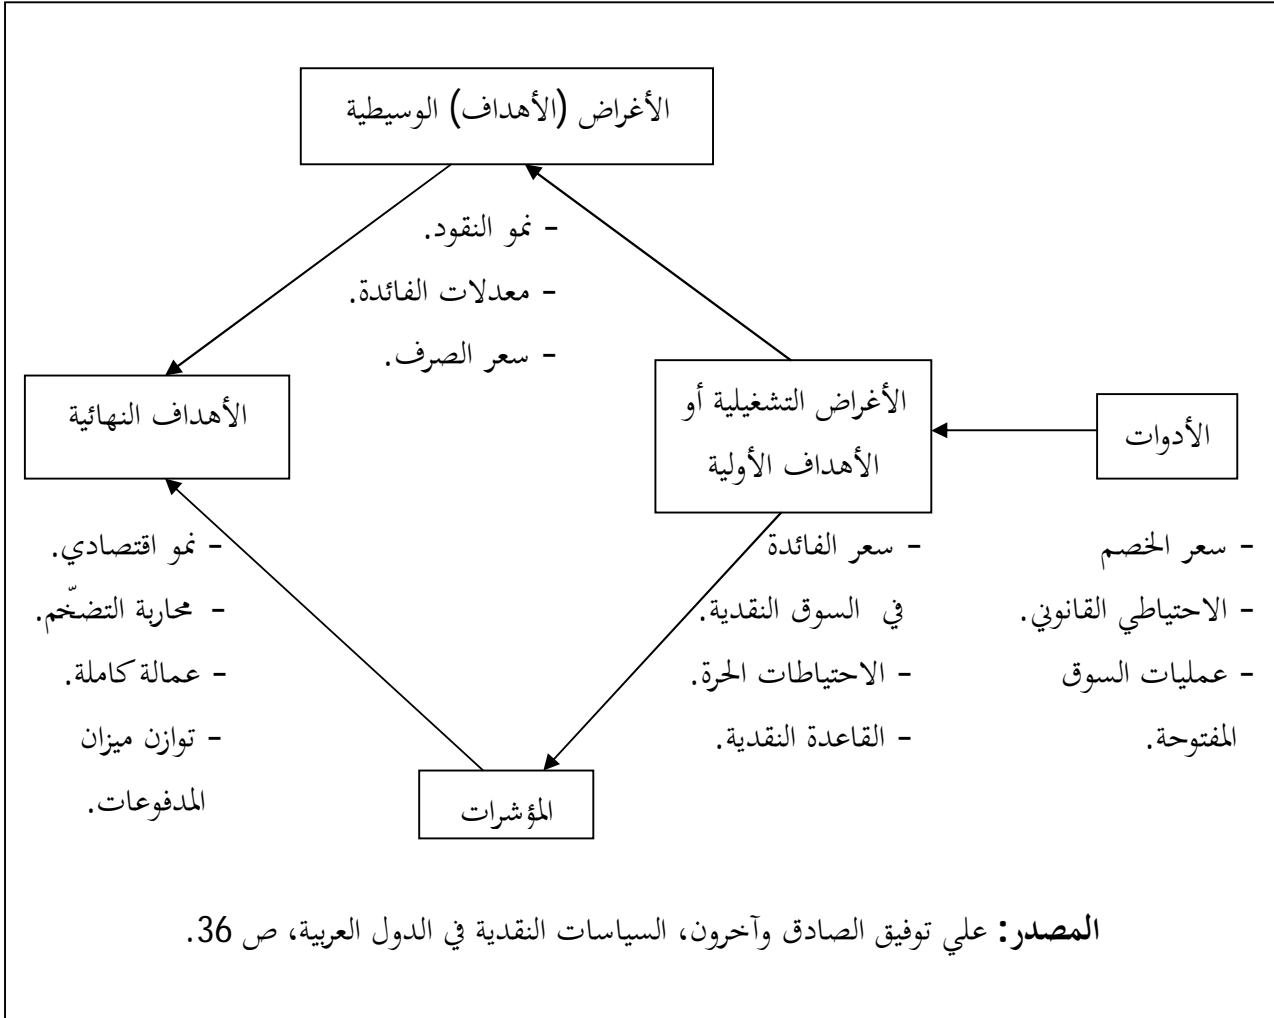 الأغراض (الأهداف) الوسيطية
- نمو النقود.
- معدلات الفائدة.
- سعر الصرف.
الأدوات
- سعر الخصم
- الاحتياطي القانوني.
- عمليات السوق
المفتوحة.
الأغراض التشغيلية أو
الأهداف الأولية
- سعر الفائدة
في السوق النقدية.
- الاحتياطات الحرة.
- القاعدة النقدية.
الأهداف النهائية
- نمو اقتصادي.
- محاربة التضخّم.
- عمالة كاملة.
- توازن ميزان
المدفوعات.
المؤشرات
المصدر: علي توفيق الصادق وآخرون، السياسات النقدية في الدول العربية، ص 36.